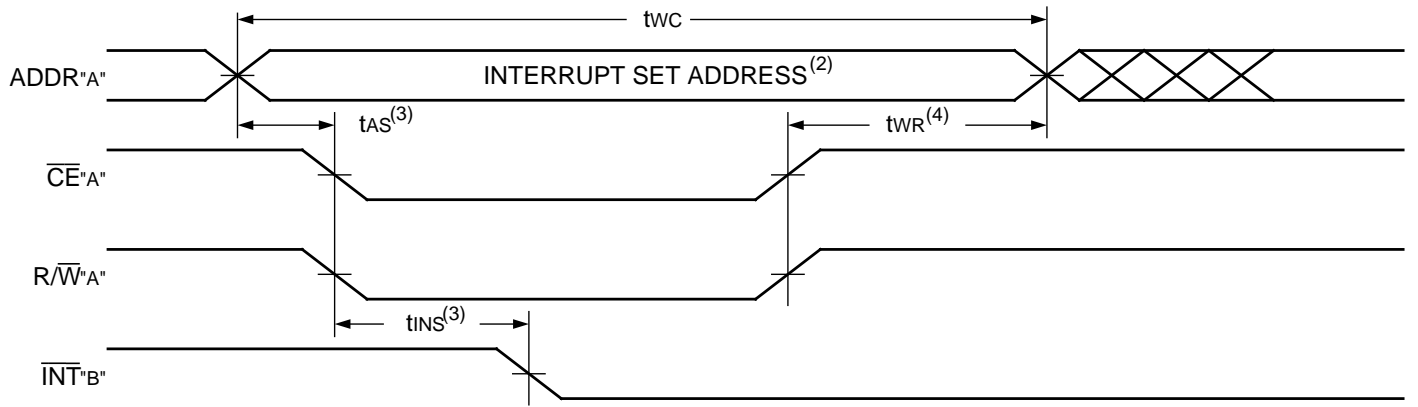 tWC
ADDR"A"
INTERRUPT SET ADDRESS(2)
tAS(3)
tWR(4)
CE"A"
R/W"A"
tINS(3)
INT"B"